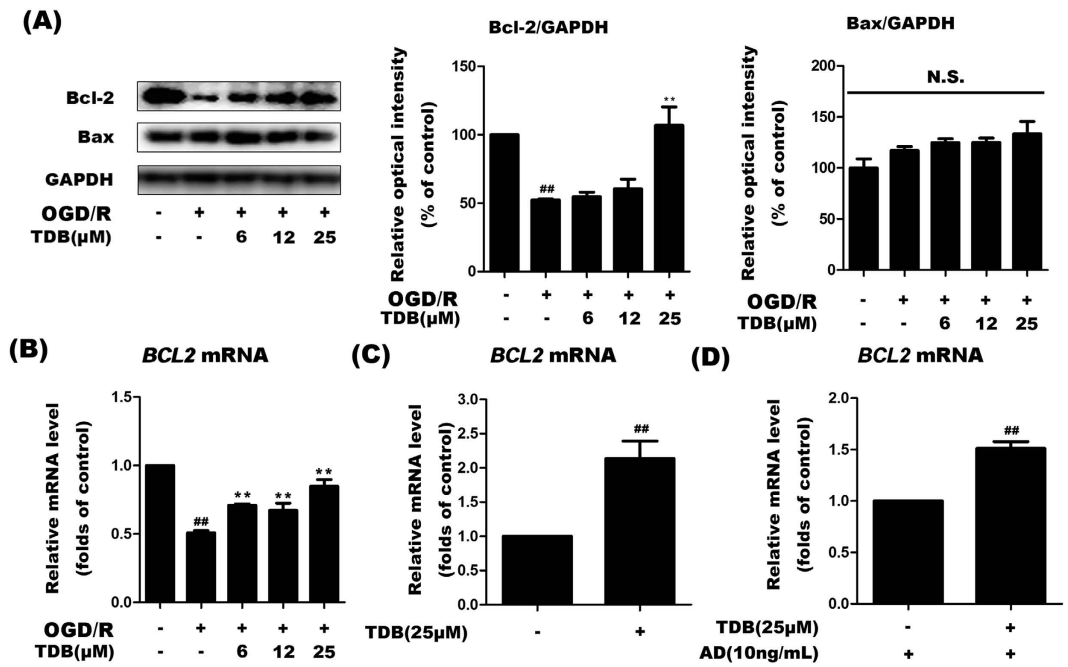 (A)
Bcl-2
Bax
GAPDH
OGD/R - + + + +
TDB(μM) - - 6 12 25
Bcl-2/GAPDH
Relative optical intensity
(% of control)
150
100
50
0
##
**
OGD/R - + + + +
TDB(μM) - - 6 12 25
Bax/GAPDH
Relative optical intensity
(% of control)
200
150
100
50
0
N.S.
- + + + +
- - 6 12 25
(B)
BCL2 mRNA
Relative mRNA level
(folds of control)
1.5
1.0
0.5
0.0
##
**
**
**
OGD/R - + + + +
TDB(μM) - - 6 12 25
(C)
BCL2 mRNA
Relative mRNA level
(folds of control)
3.0
2.5
2.0
1.5
1.0
0.5
0.0
##
TDB(25μM) - +
(D)
BCL2 mRNA
Relative mRNA level
(folds of control)
2.0
1.5
1.0
0.5
0.0
##
TDB(25μM) +
AD(10ng/mL) + +